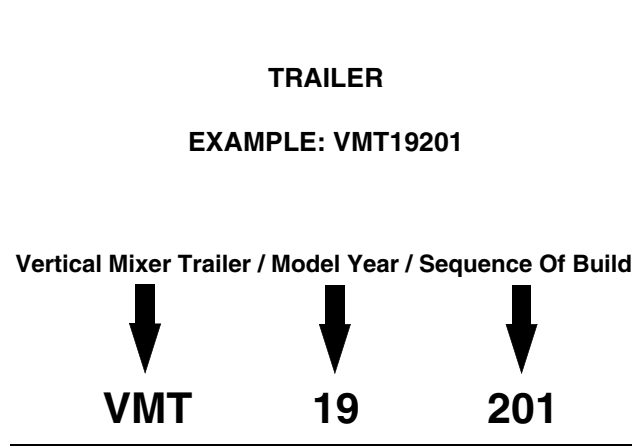 TRAILER
EXAMPLE: VMT19201
Vertical Mixer Trailer / Model Year / Sequence Of Build
VMT 19 201